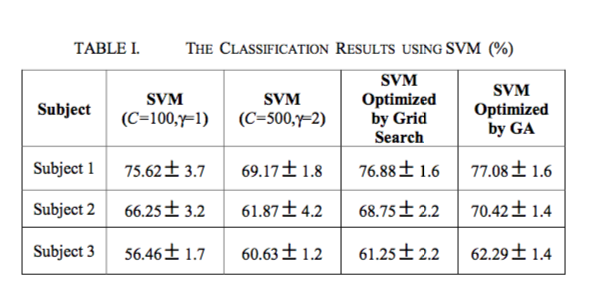 TABLE I. THE CLASSIFICATION RESULTS USING SVM (%)
Subject SVM (C=100,γ=1) SVM (C=500,γ=2) SVM Optimized by Grid Search SVM Optimized by GA
Subject 1 75.62± 3.7 69.17± 1.8 76.88± 1.6 77.08± 1.6
Subject 2 66.25± 3.2 61.87± 4.2 68.75± 2.2 70.42± 1.4
Subject 3 56.46± 1.7 60.63± 1.2 61.25± 2.2 62.29± 1.4